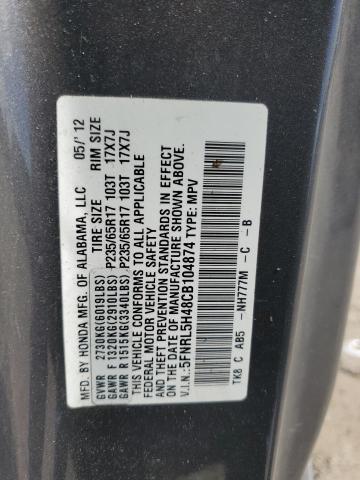 MFD. BY HONDA MFG. OF ALABAMA, LLC 05/'12
TIRE SIZE RIM SIZE
GVWR 2730KG(6019LBS)
GAWR F 1320KG(2910LBS) P235/65R17 103T 17X7J
GAWR R 1515KG(3340LBS) P235/65R17 103T 17X7J
THIS VEHICLE CONFORMS TO ALL APPLICABLE
FEDERAL MOTOR VEHICLE SAFETY
AND THEFT PREVENTION STANDARDS IN EFFECT
ON THE DATE OF MANUFACTURE SHOWN ABOVE.
V.I.N.:5FNRL5H48CB104874 TYPE: MPV
TK8 C AB5 -NH777M -C -B